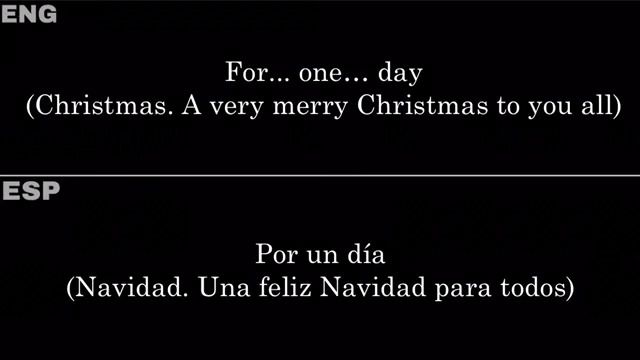 ENG
For... one... day
(Christmas. A very merry Christmas to you all)
ESP
Por un día
(Navidad. Una feliz Navidad para todos)